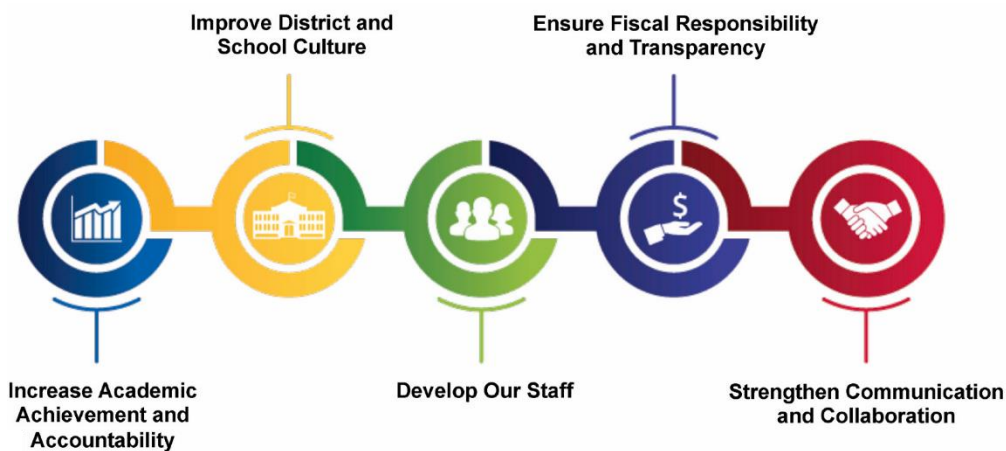 Improve District and
School Culture
Ensure Fiscal Responsibility
and Transparency
$
Increase Academic
Achievement and
Accountability
Develop Our Staff
Strengthen Communication
and Collaboration